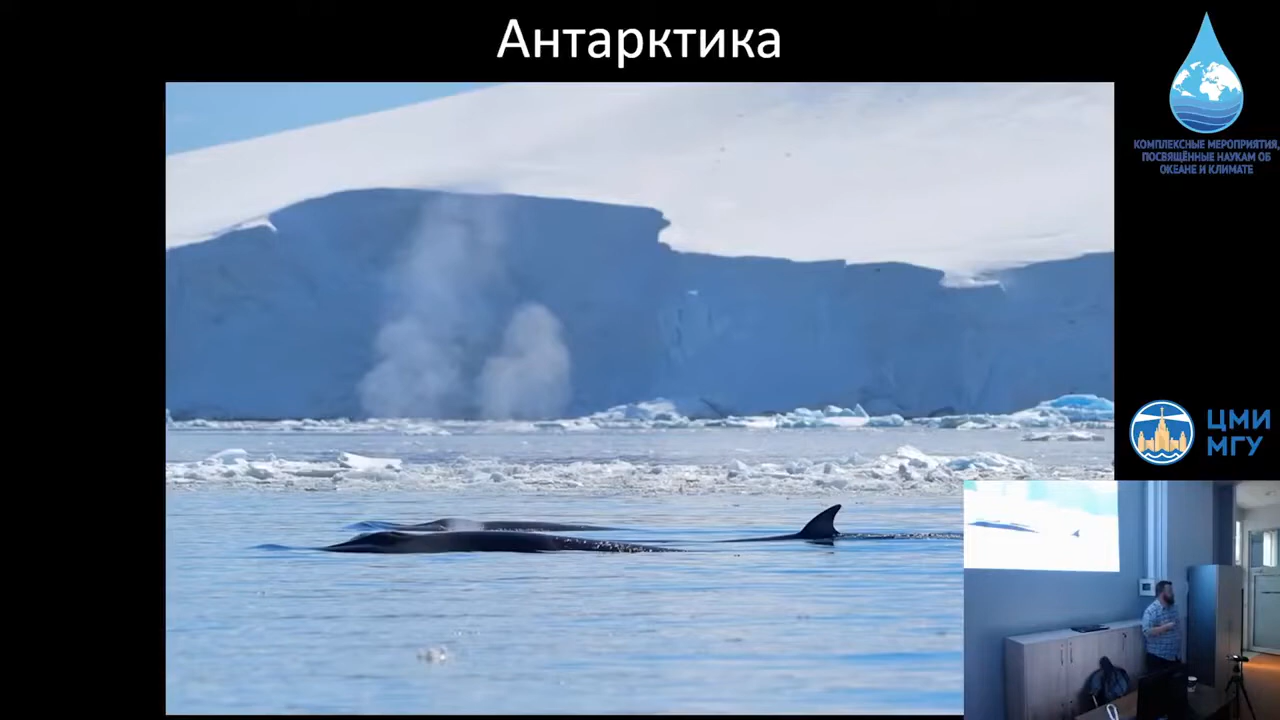 Антарктика
КОМПЛЕКСНЫЕ МЕРОПРИЯТИЯ,
ПОСВЯЩЁННЫЕ НАУКАМ ОБ
ОКЕАНЕ И КЛИМАТЕ
ЦМИ
МГУ